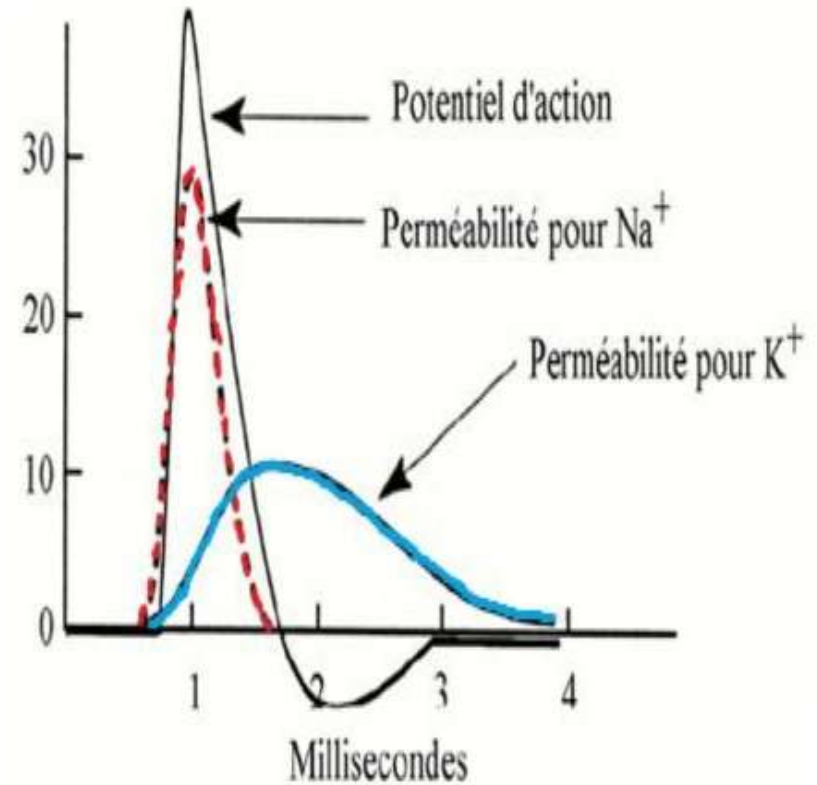 Potentiel d'action
30
Perméabilité pour Na+
20
Perméabilité pour K+
10
0
1 2 3 4
Millisecondes